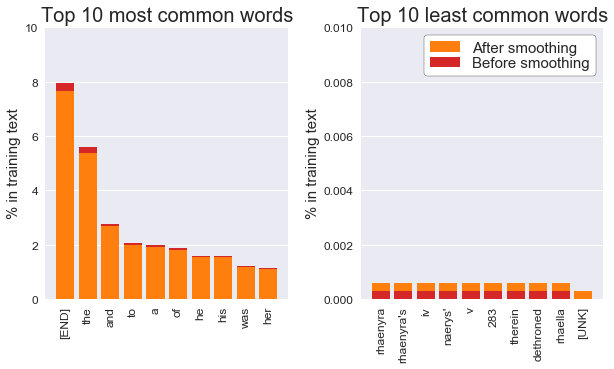 Top 10 most common words
% in training text
10
8
6
4
2
0
[END]
the
and
to
a
of
he
his
was
her
Top 10 least common words
% in training text
0.010
0.008
0.006
0.004
0.002
0.000
After smoothing
Before smoothing
rhaenyra
rhaenyra's
iv
naerys'
v
283
therein
dethroned
rhaella
[UNK]